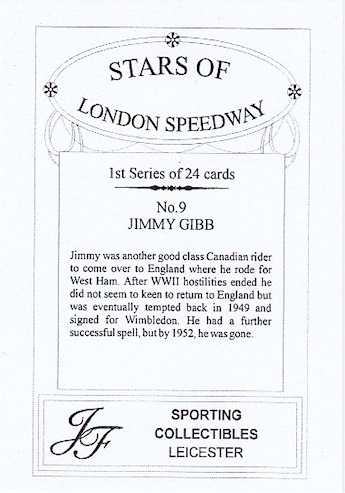 STARS OF
LONDON SPEEDWAY
1st Series of 24 cards
No.9
JIMMY GIBB
Jimmy was another good class Canadian rider
to come over to England where he rode for
West Ham. After WWII hostilities ended he
did not seem to keen to return to England but
was eventually tempted back in 1949 and
signed for Wimbledon. He had a further
successful spell, but by 1952, he was gone.
JF
SPORTING
COLLECTIBLES
LEICESTER